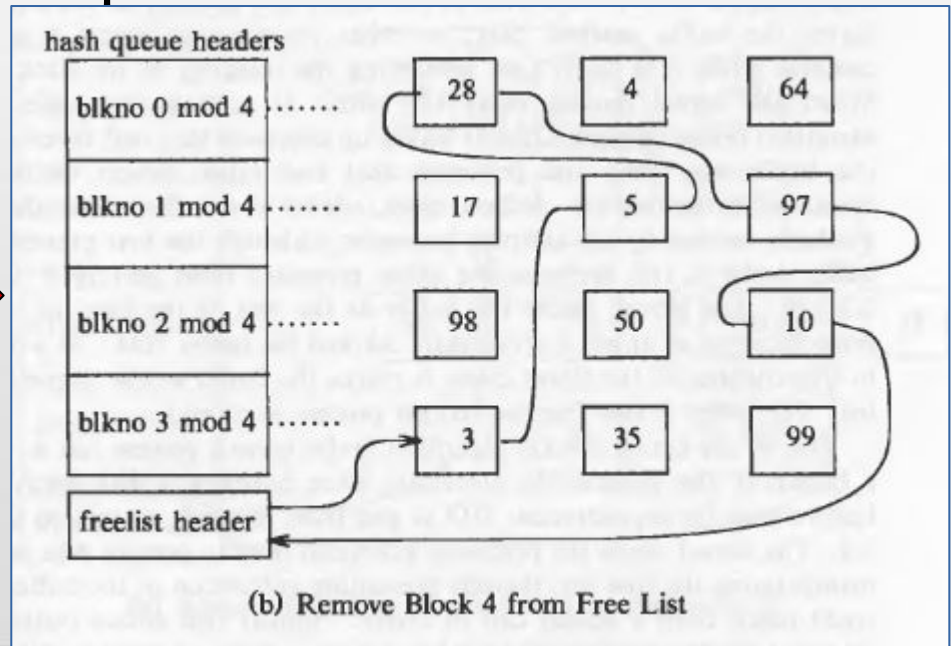 hash queue headers
blkno 0 mod 4 28 4 64
blkno 1 mod 4 17 5 97
blkno 2 mod 4 98 50 10
blkno 3 mod 4 3 35 99
freelist header
(b) Remove Block 4 from Free List